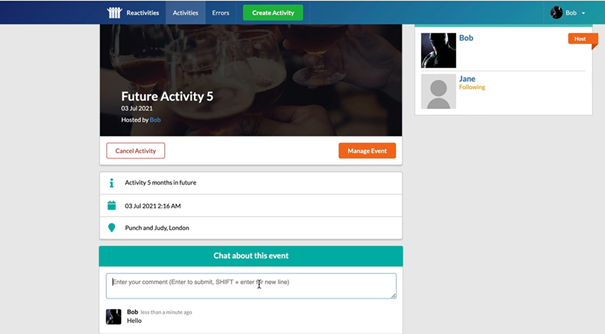 Reactivities
Activities
Errors
Create Activity
Bob
Future Activity 5
03 Jul 2021
Hosted by Bob
Cancel Activity
Manage Event
Activity 5 months in future
03 Jul 2021 2:16 AM
Punch and Judy, London
Chat about this event
Enter your comment (Enter to submit, SHIFT + enter for new line)
Bob less than a minute ago
Hello
Bob
Host
Jane
Following